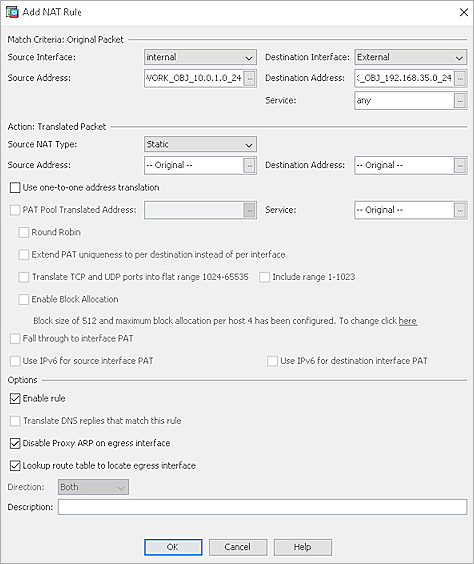 Add NAT Rule
Match Criteria: Original Packet
Source Interface: internal Destination Interface: External
Source Address: WORK_OBJ_10.0.1.0_24 ... Destination Address: K_OBJ_192.168.35.0_24 ...
Service: any ...
Action: Translated Packet
Source NAT Type: Static
Source Address: -- Original -- ... Destination Address: -- Original -- ...
Use one-to-one address translation
PAT Pool Translated Address: ... Service: -- Original -- ...
Round Robin
Extend PAT uniqueness to per destination instead of per interface
Translate TCP and UDP ports into flat range 1024-65535 Include range 1-1023
Enable Block Allocation
Block size of 512 and maximum block allocation per host 4 has been configured. To change click here
Fall through to interface PAT
Use IPv6 for source interface PAT Use IPv6 for destination interface PAT
Options
Enable rule
Translate DNS replies that match this rule
Disable Proxy ARP on egress interface
Lookup route table to locate egress interface
Direction: Both
Description:
OK Cancel Help